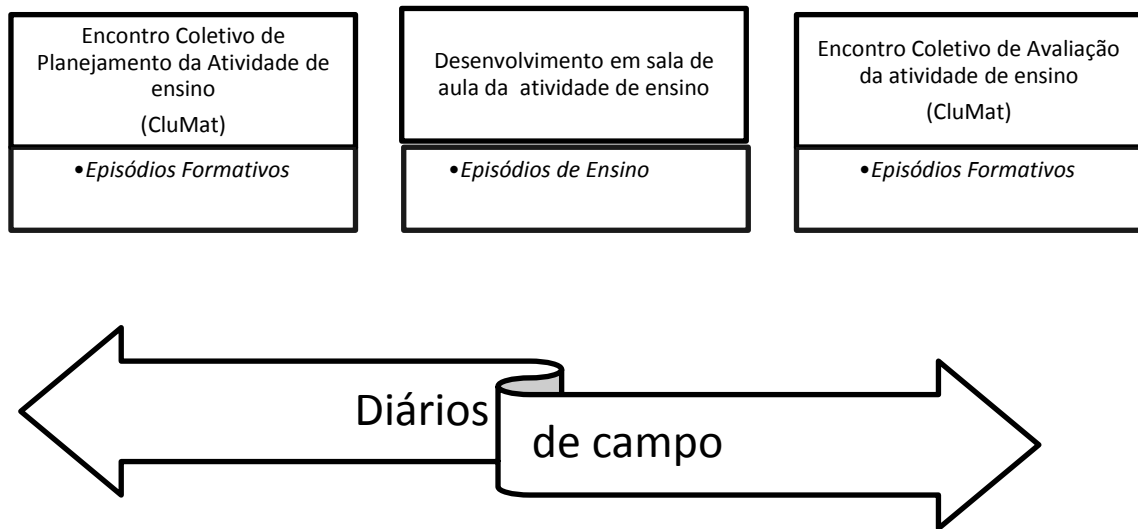 Encontro Coletivo de
Planejamento da Atividade de
ensino
(CluMat)
•Episódios Formativos
Desenvolvimento em sala de
aula da atividade de ensino
•Episódios de Ensino
Encontro Coletivo de Avaliação
da atividade de ensino
(CluMat)
•Episódios Formativos
Diários
de campo